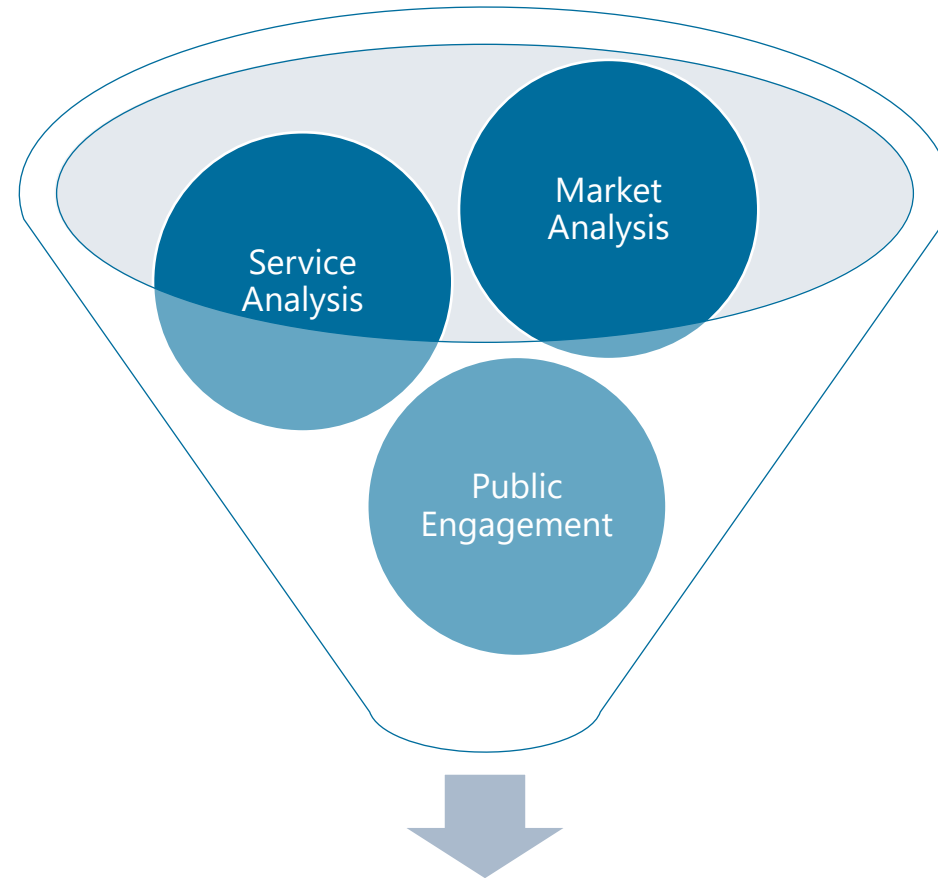 Market
Analysis
Service
Analysis
Public
Engagement